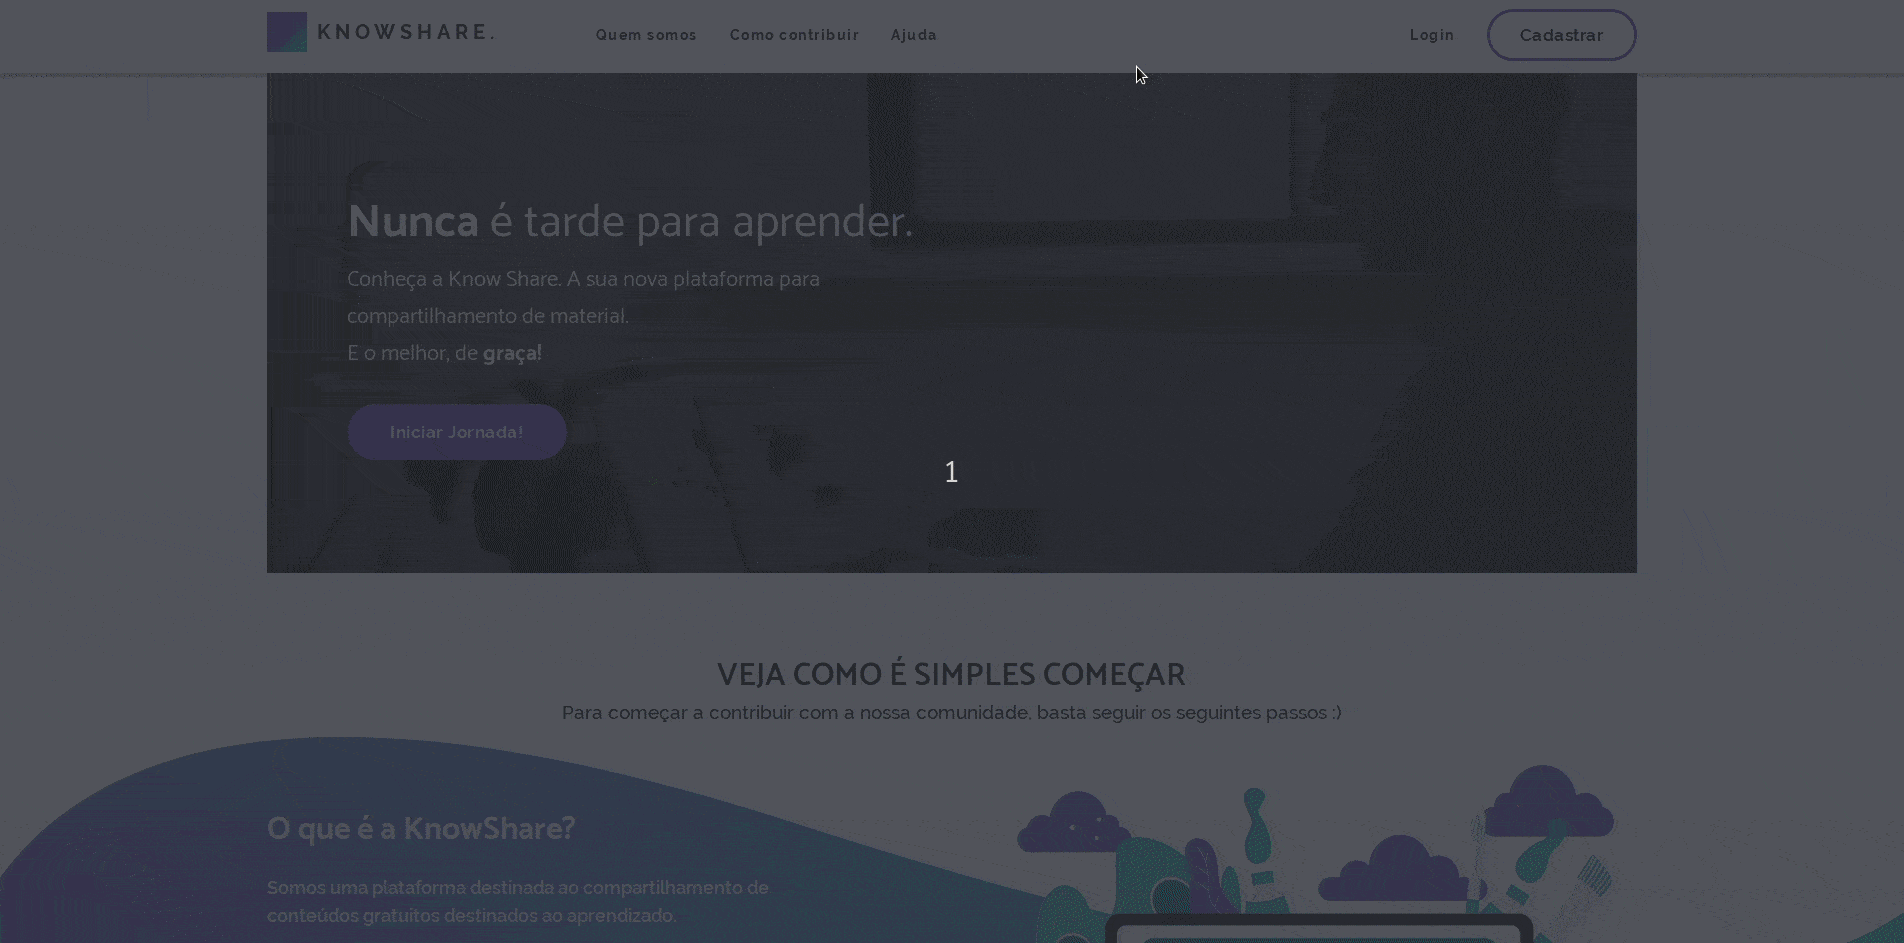 KNOWSHARE.
Quem somos
Como contribuir
Ajuda
Login
Cadastrar
Nunca é tarde para aprender.
Conheça a Know Share. A sua nova plataforma para
compartilhamento de material.
E o melhor, de graça!
Iniciar Jornada!
1
VEJA COMO É SIMPLES COMEÇAR
Para começar a contribuir com a nossa comunidade, basta seguir os seguintes passos :)
O que é a KnowShare?
Somos uma plataforma destinada ao compartilhamento de
conteúdos gratuitos destinados ao aprendizado.